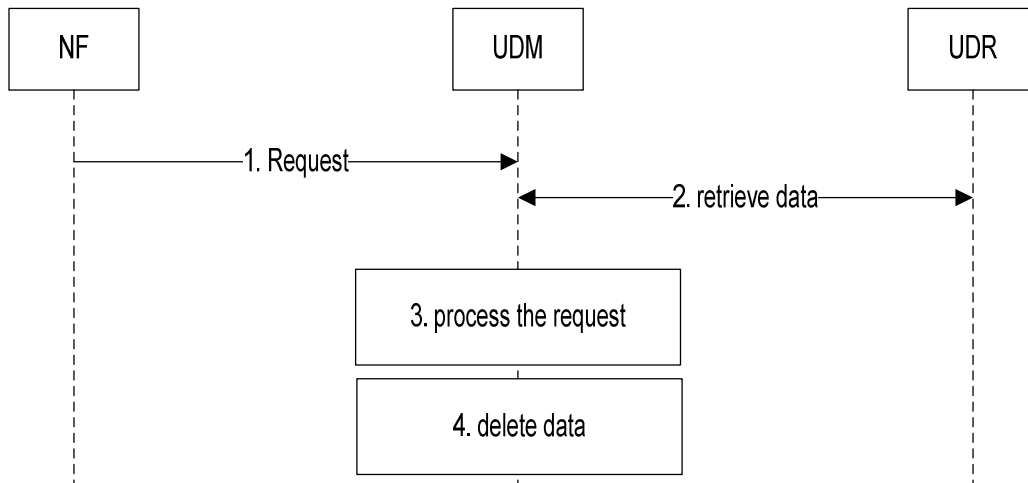 NF
UDM
UDR
1. Request
2. retrieve data
3. process the request
4. delete data